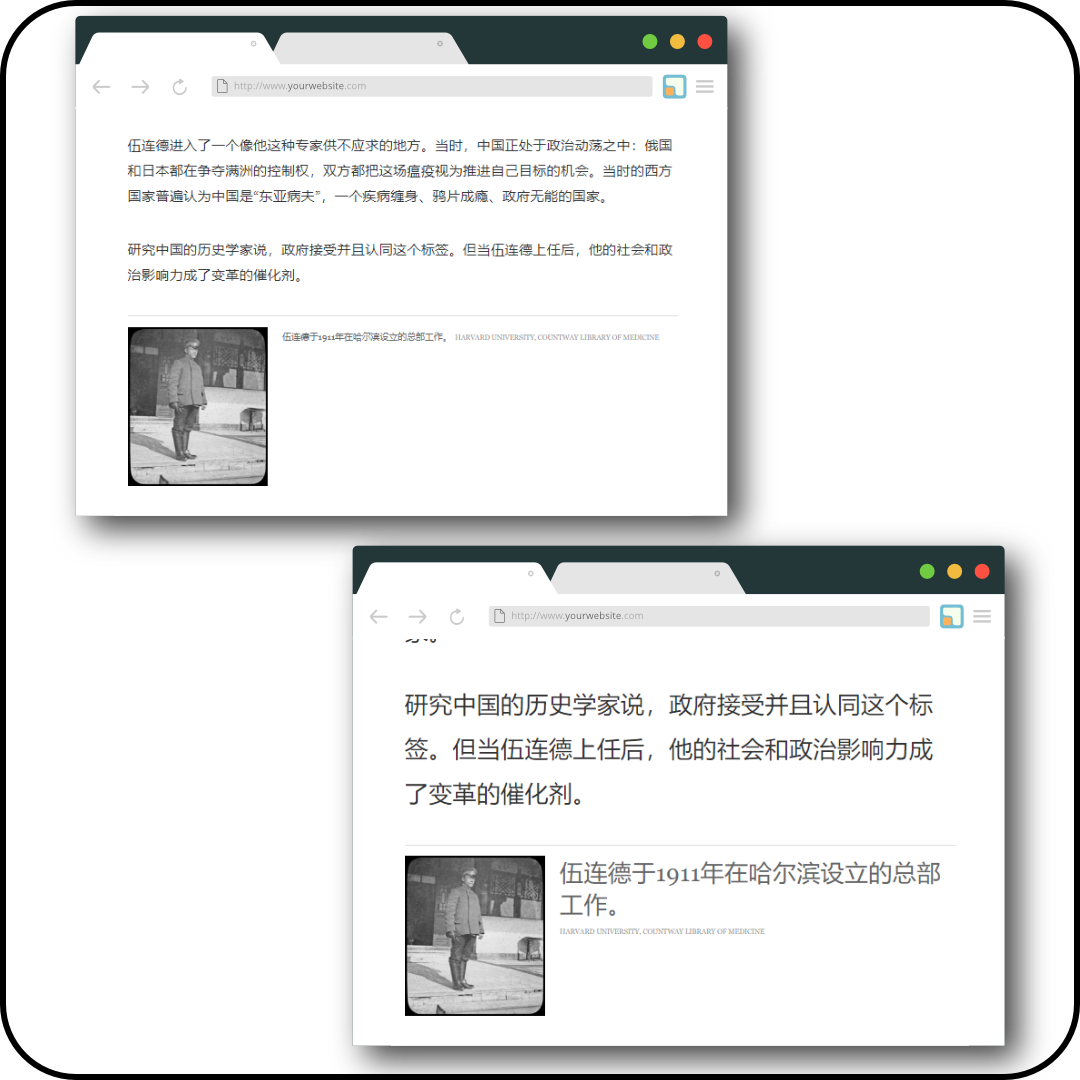 http://www.yourwebsite.com
伍连德进入了一个像他这种专家供不应求的地方。当时，中国正处于政治动荡之中：俄国
和日本都在争夺满洲的控制权，双方都把这场瘟疫视为推进自己目标的机会。当时的西方
国家普遍认为中国是“东亚病夫”，一个疾病缠身、鸦片成瘾、政府无能的国家。
研究中国的历史学家说，政府接受并且认同这个标签。但当伍连德上任后，他的社会和政
治影响力成了变革的催化剂。
伍连德于1911年在哈尔滨设立的总部工作。 HARVARD UNIVERSITY, COUNTWAY LIBRARY OF MEDICINE
http://www.yourwebsite.com
研究中国的历史学家说，政府接受并且认同这个标
签。但当伍连德上任后，他的社会和政治影响力成
了变革的催化剂。
伍连德于1911年在哈尔滨设立的总部
工作。
HARVARD UNIVERSITY, COUNTWAY LIBRARY OF MEDICINE